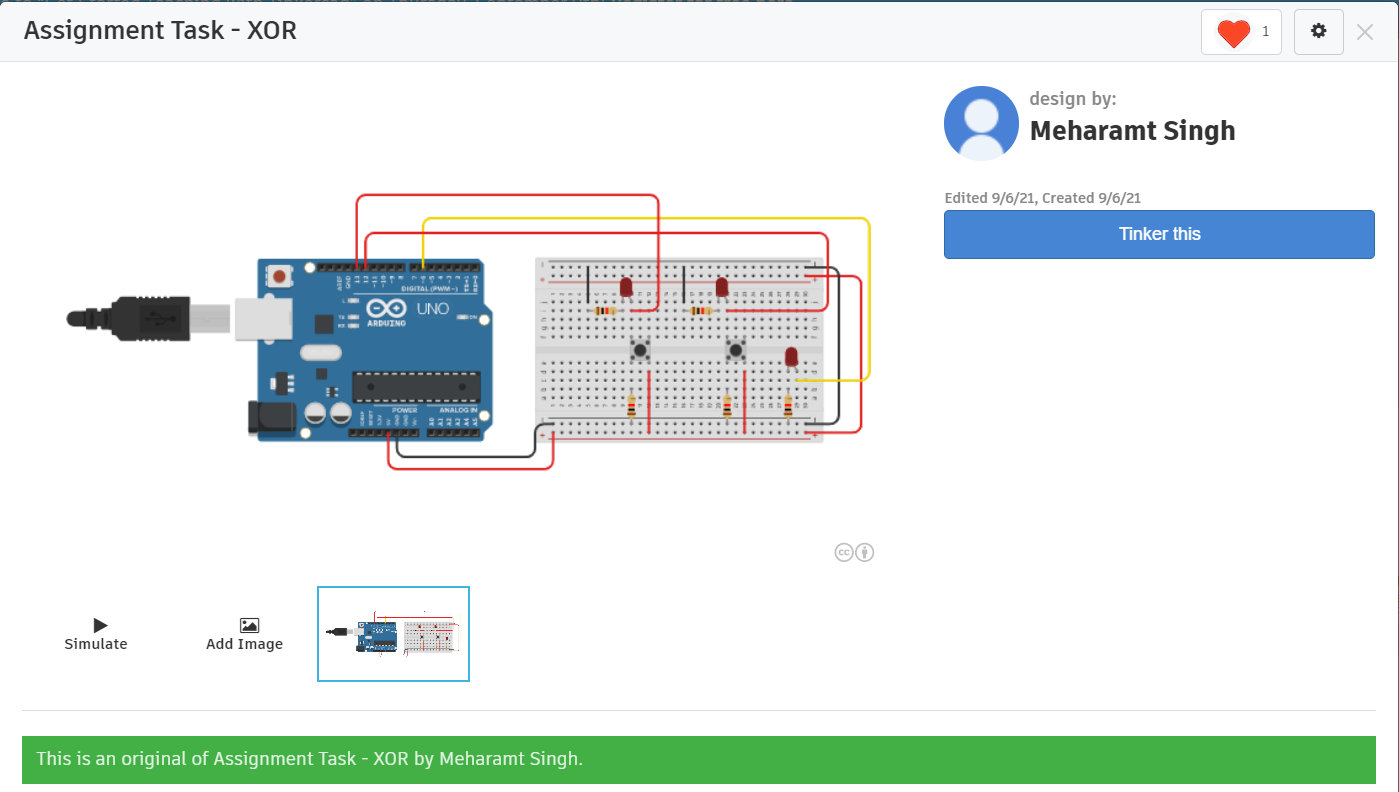 Assignment Task - XOR
1
design by:
Meharamt Singh
Edited 9/6/21, Created 9/6/21
Tinker this
DIGITAL (PWM~)
UNO
ARDUINO
POWER
ANALOG IN
cc
Simulate
Add Image
This is an original of Assignment Task - XOR by Meharamt Singh.